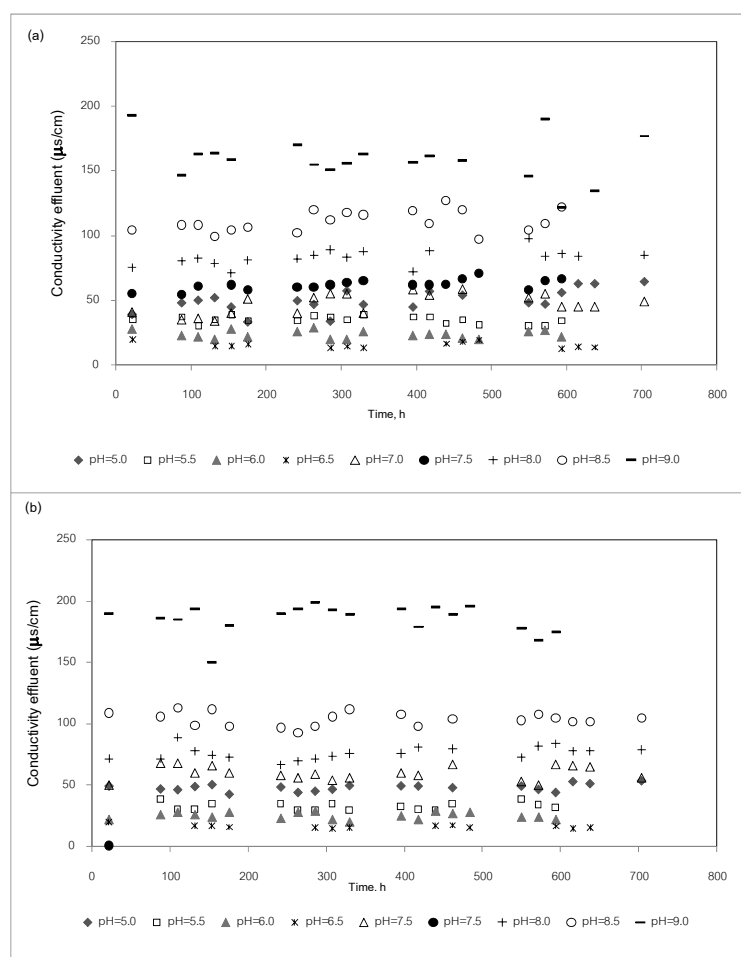 (a)
250
200
150
100
50
0
Conductivity effluent (µs/cm)
0 100 200 300 400 500 600 700 800
Time, h
pH=5.0 pH=5.5 pH=6.0 pH=6.5 pH=7.0 pH=7.5 pH=8.0 pH=8.5 pH=9.0
(b)
250
200
150
100
50
0
Conductivity effluent (µs/cm)
0 100 200 300 400 500 600 700 800
Time. h
pH=5.0 pH=5.5 pH=6.0 pH=6.5 pH=7.5 pH=7.5 pH=8.0 pH=8.5 pH=9.0